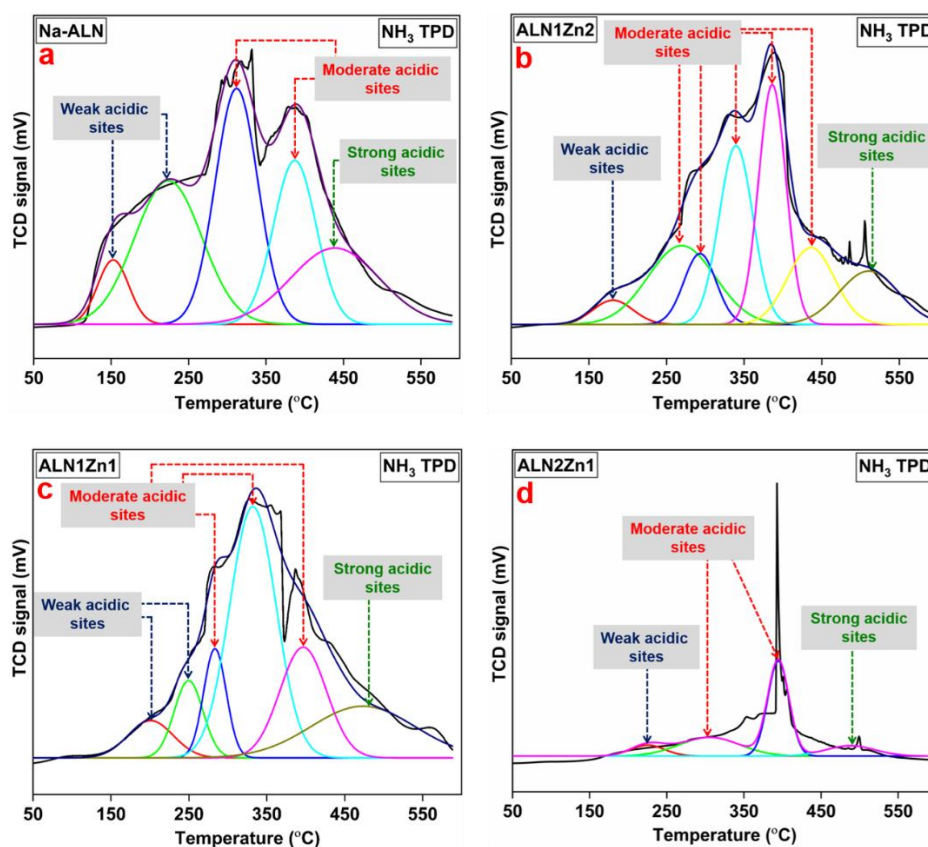 Na-ALN
NH3 TPD
a
Weak acidic
sites
Moderate acidic
sites
Strong acidic
sites
TCD signal (mV)
50 150 250 350 450 550
Temperature (°C)
ALN1Zn2
NH3 TPD
b
Moderate acidic
sites
Weak acidic
sites
Strong acidic
sites
TCD signal (mV)
50 150 250 350 450 550
Temperature (°C)
ALN1Zn1
NH3 TPD
c
Moderate acidic
sites
Strong acidic
sites
Weak acidic
sites
TCD signal (mV)
50 150 250 350 450 550
Temperature (°C)
ALN2Zn1
NH3 TPD
d
Moderate acidic
sites
Weak acidic
sites
Strong acidic
sites
TCD signal (mV)
50 150 250 350 450 550
Temperature (°C)